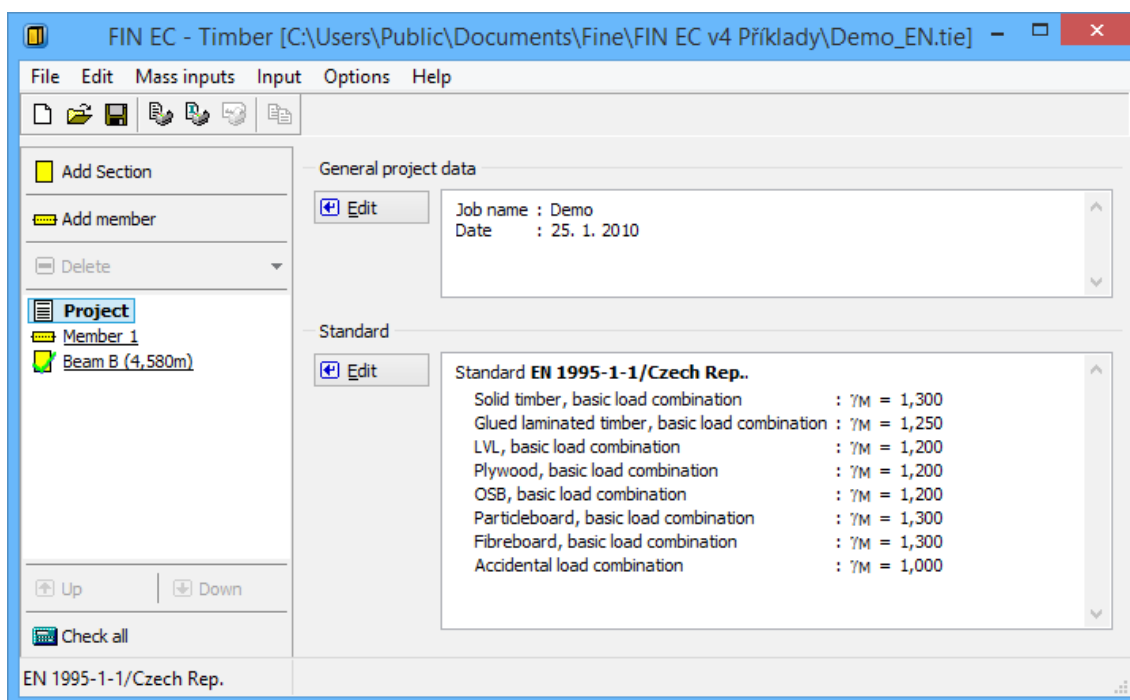 FIN EC - Timber [C:\Users\Public\Documents\Fine\FIN EC v4 Příklady\Demo_EN.tie]
File Edit Mass inputs Input Options Help
Add Section
Add member
Delete
Project
Member 1
Beam B (4,580m)
Up Down
Check all
General project data
Edit
Job name : Demo
Date : 25. 1. 2010
Standard
Edit
Standard EN 1995-1-1/Czech Rep..
Solid timber, basic load combination : γM = 1,300
Glued laminated timber, basic load combination : γM = 1,250
LVL, basic load combination : γM = 1,200
Plywood, basic load combination : γM = 1,200
OSB, basic load combination : γM = 1,200
Particleboard, basic load combination : γM = 1,300
Fibreboard, basic load combination : γM = 1,300
Accidental load combination : γM = 1,000
EN 1995-1-1/Czech Rep.